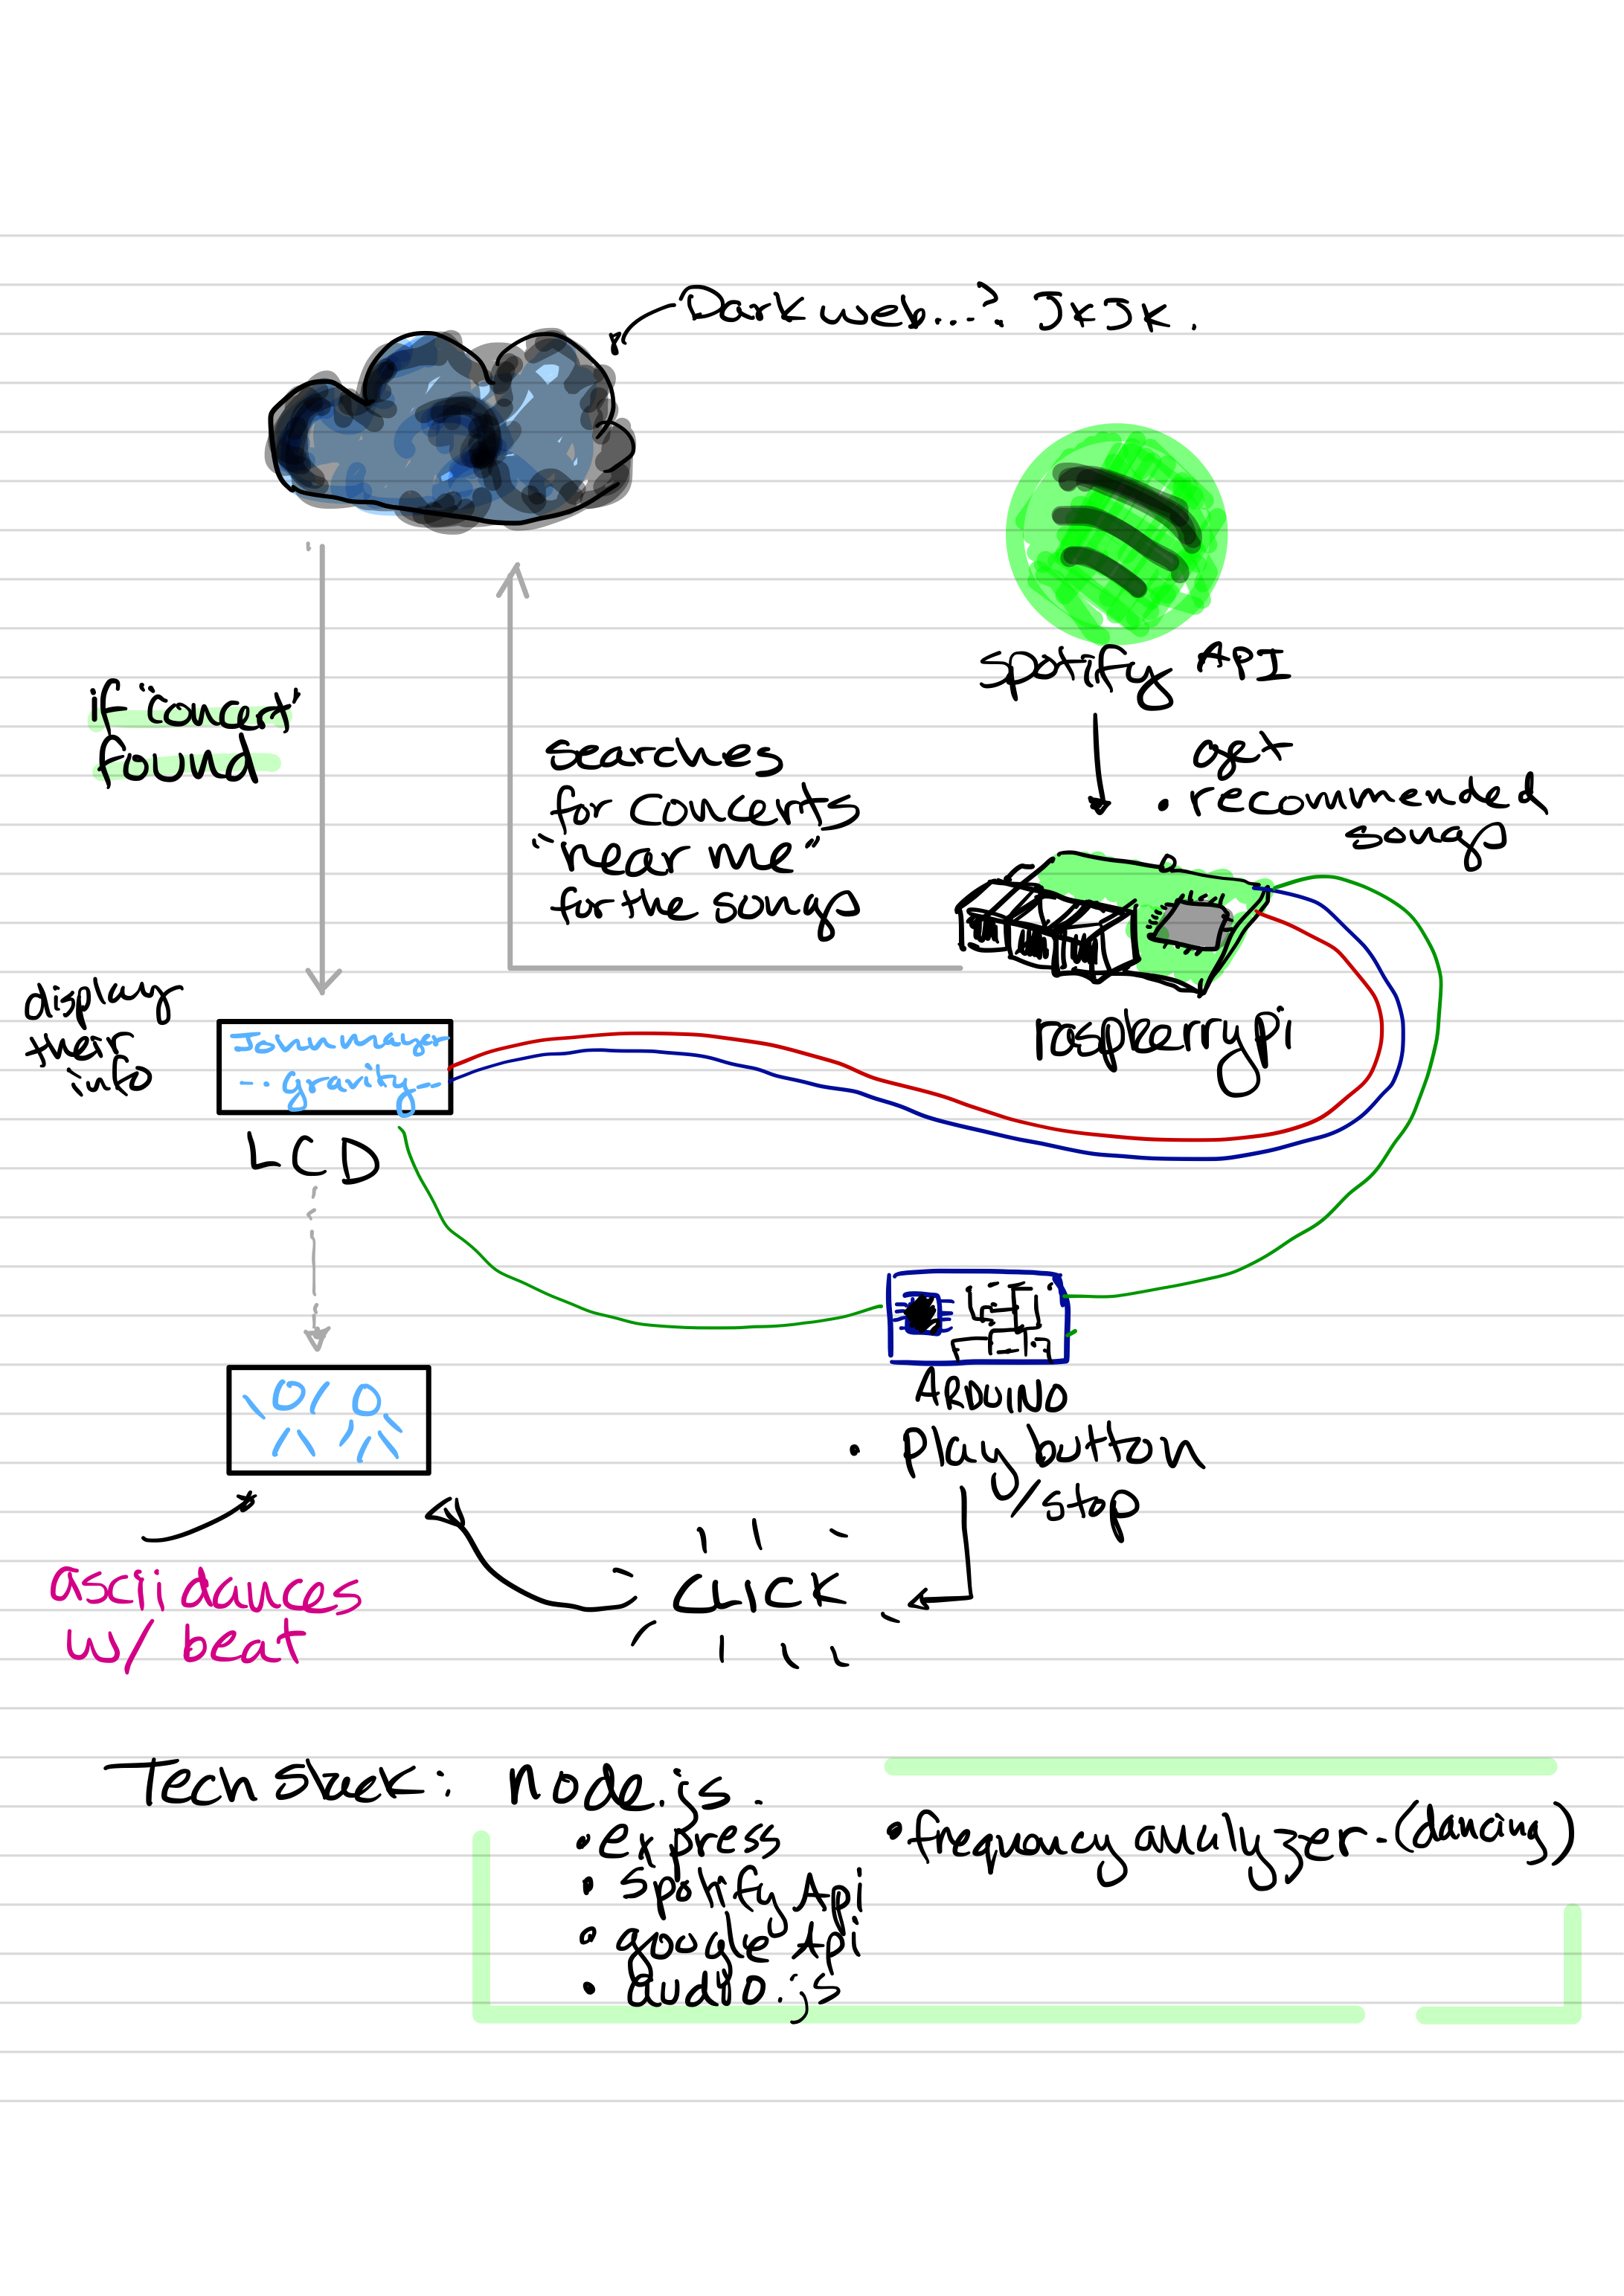 Dark web...? JKJK.
spotify API
get
• recommended
songs
if "concert"
found
searches
for concerts
"near me"
for the songs
raspberrypi
display
their
info
John mayer
-- gravity --
LCD
ARDUINO
• Play button
/stop
CLICK
ascii dances
w/ beat
Tech stack: node.js.
• express
• frequency analyzer. (dancing)
• spotify Api
• google Api
• audio.js